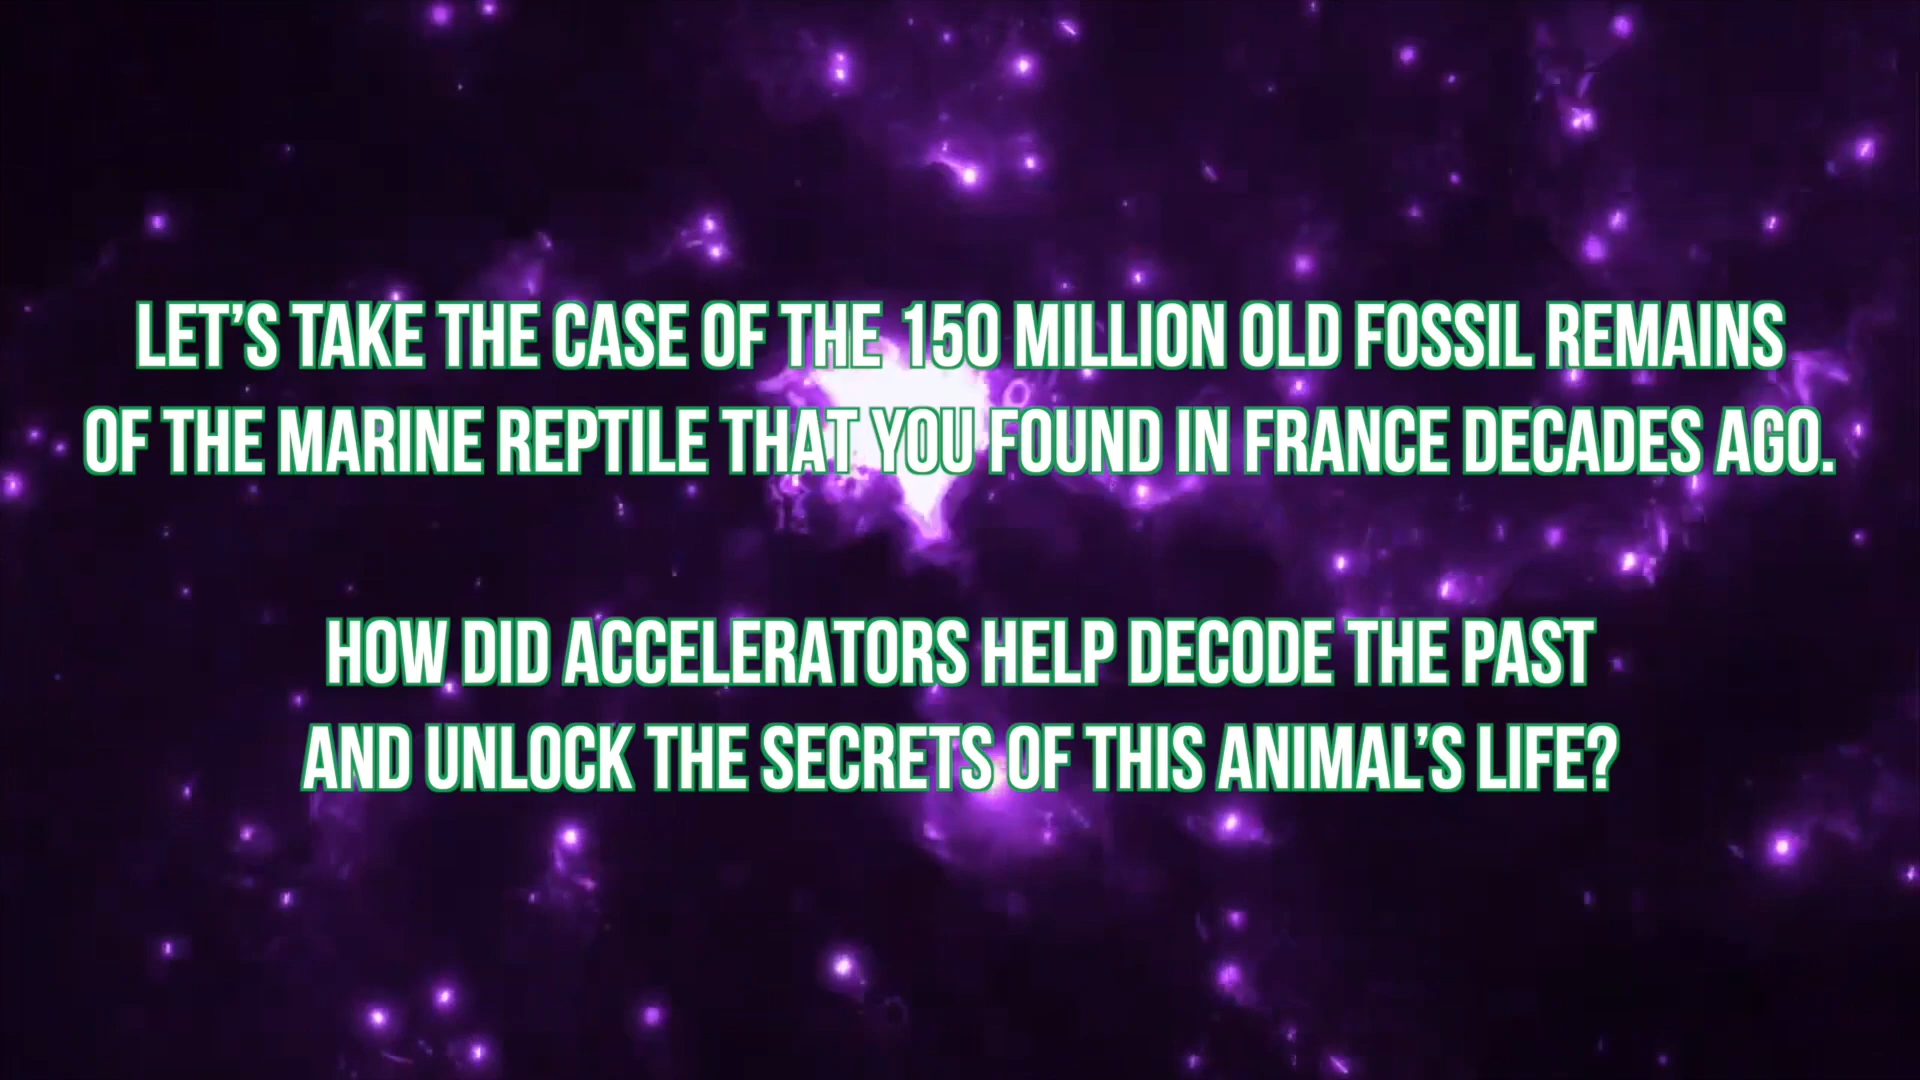 LET’S TAKE THE CASE OF THE 150 MILLION OLD FOSSIL REMAINS
OF THE MARINE REPTILE THAT YOU FOUND IN FRANCE DECADES AGO.
HOW DID ACCELERATORS HELP DECODE THE PAST
AND UNLOCK THE SECRETS OF THIS ANIMAL’S LIFE?